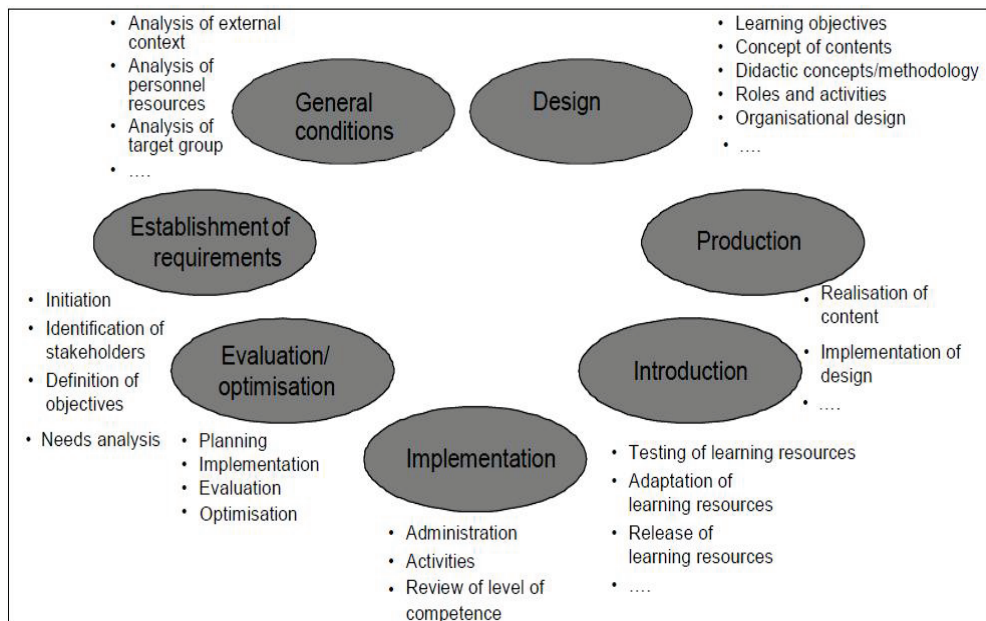 • Analysis of external
context
• Analysis of
personnel
resources
• Analysis of
target group
• ....
General
conditions
Design
• Learning objectives
• Concept of contents
• Didactic concepts/methodology
• Roles and activities
• Organisational design
• ....
Establishment of
requirements
Production
• Initiation
• Identification of
stakeholders
• Definition of
objectives
• Needs analysis
Evaluation/
optimisation
Introduction
• Realisation of
content
• Implementation of
design
• ....
• Planning
• Implementation
• Evaluation
• Optimisation
Implementation
• Administration
• Activities
• Review of level of
competence
• Testing of learning resources
• Adaptation of
learning resources
• Release of
learning resources
• ....